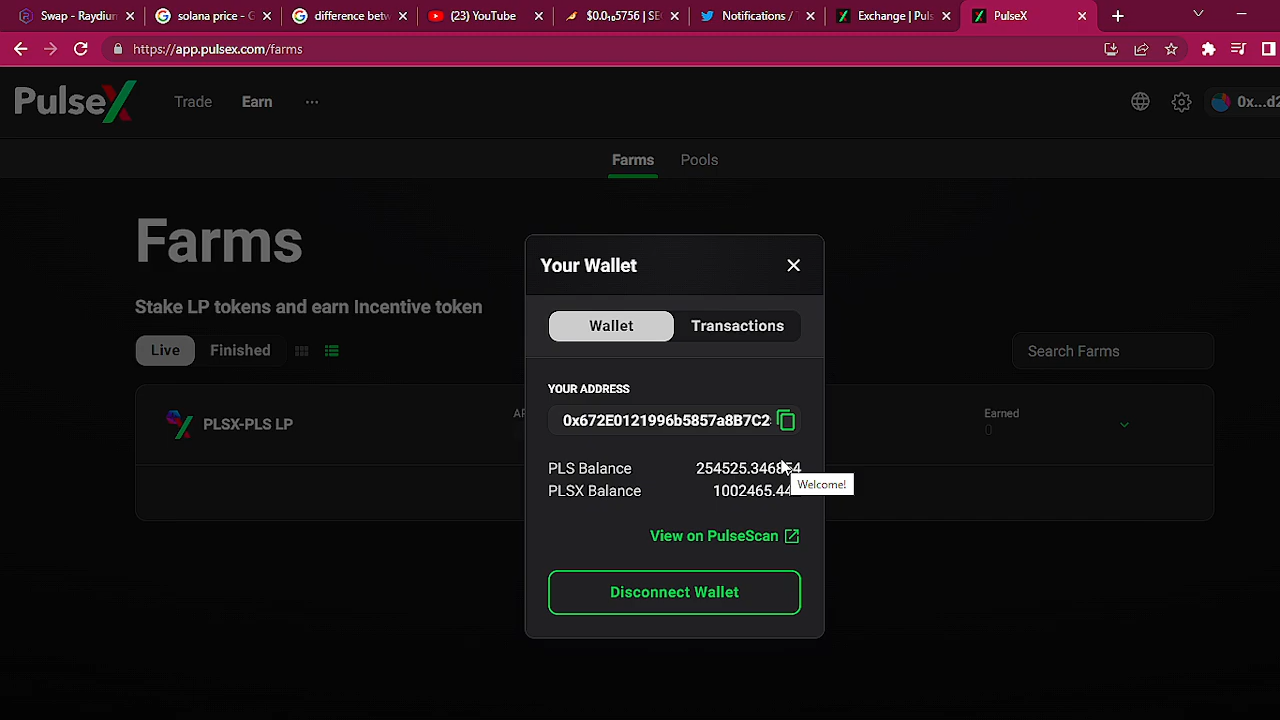 Swap - Raydium
solana price - G
difference betw
(23) YouTube
$0.0₁₀5756 | SE
Notifications /
Exchange | Puls
PulseX
https://app.pulsex.com/farms
PulseX
Trade
Earn
0x...d2
Farms
Pools
Farms
Stake LP tokens and earn Incentive token
Live
Finished
Search Farms
PLSX-PLS LP
Earned
0
Your Wallet
Wallet
Transactions
YOUR ADDRESS
0x672E0121996b5857a8B7C2
PLS Balance
PLSX Balance
1002465.44
Welcome!
View on PulseScan
Disconnect Wallet